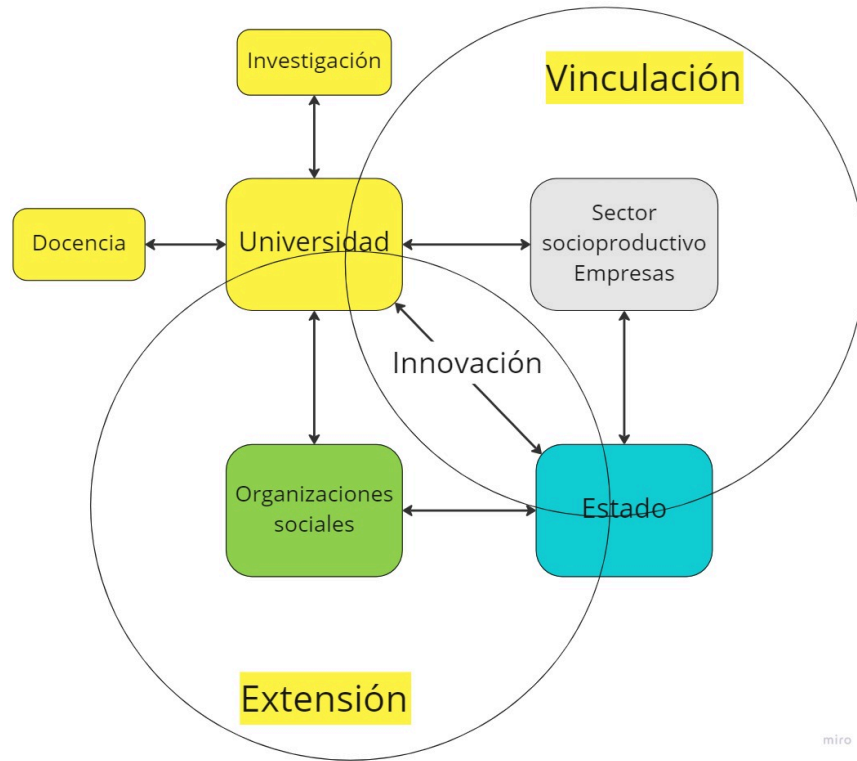 Investigación
Vinculación
Docencia
Universidad
Sector
socioproductivo
Empresas
Innovación
Organizaciones
sociales
Estado
Extensión
miro